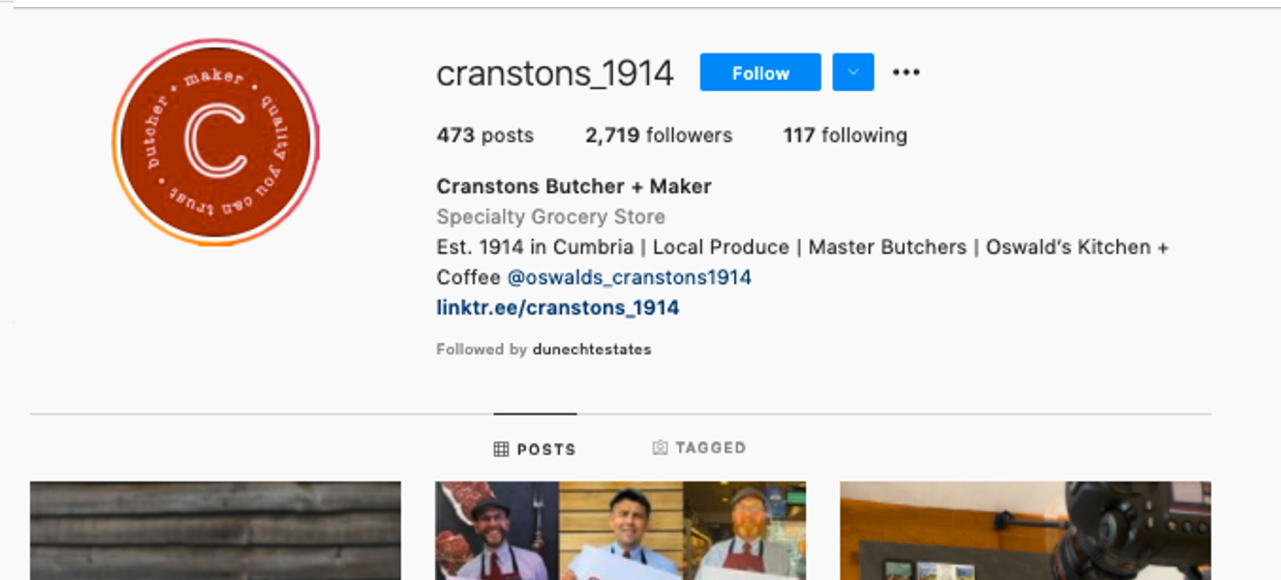 butcher + maker • quality you can trust •
C
cranstons_1914 Follow
473 posts 2,719 followers 117 following
Cranstons Butcher + Maker
Specialty Grocery Store
Est. 1914 in Cumbria | Local Produce | Master Butchers | Oswald's Kitchen +
Coffee @oswalds_cranstons1914
linktr.ee/cranstons_1914
Followed by dunechtestates
POSTS TAGGED